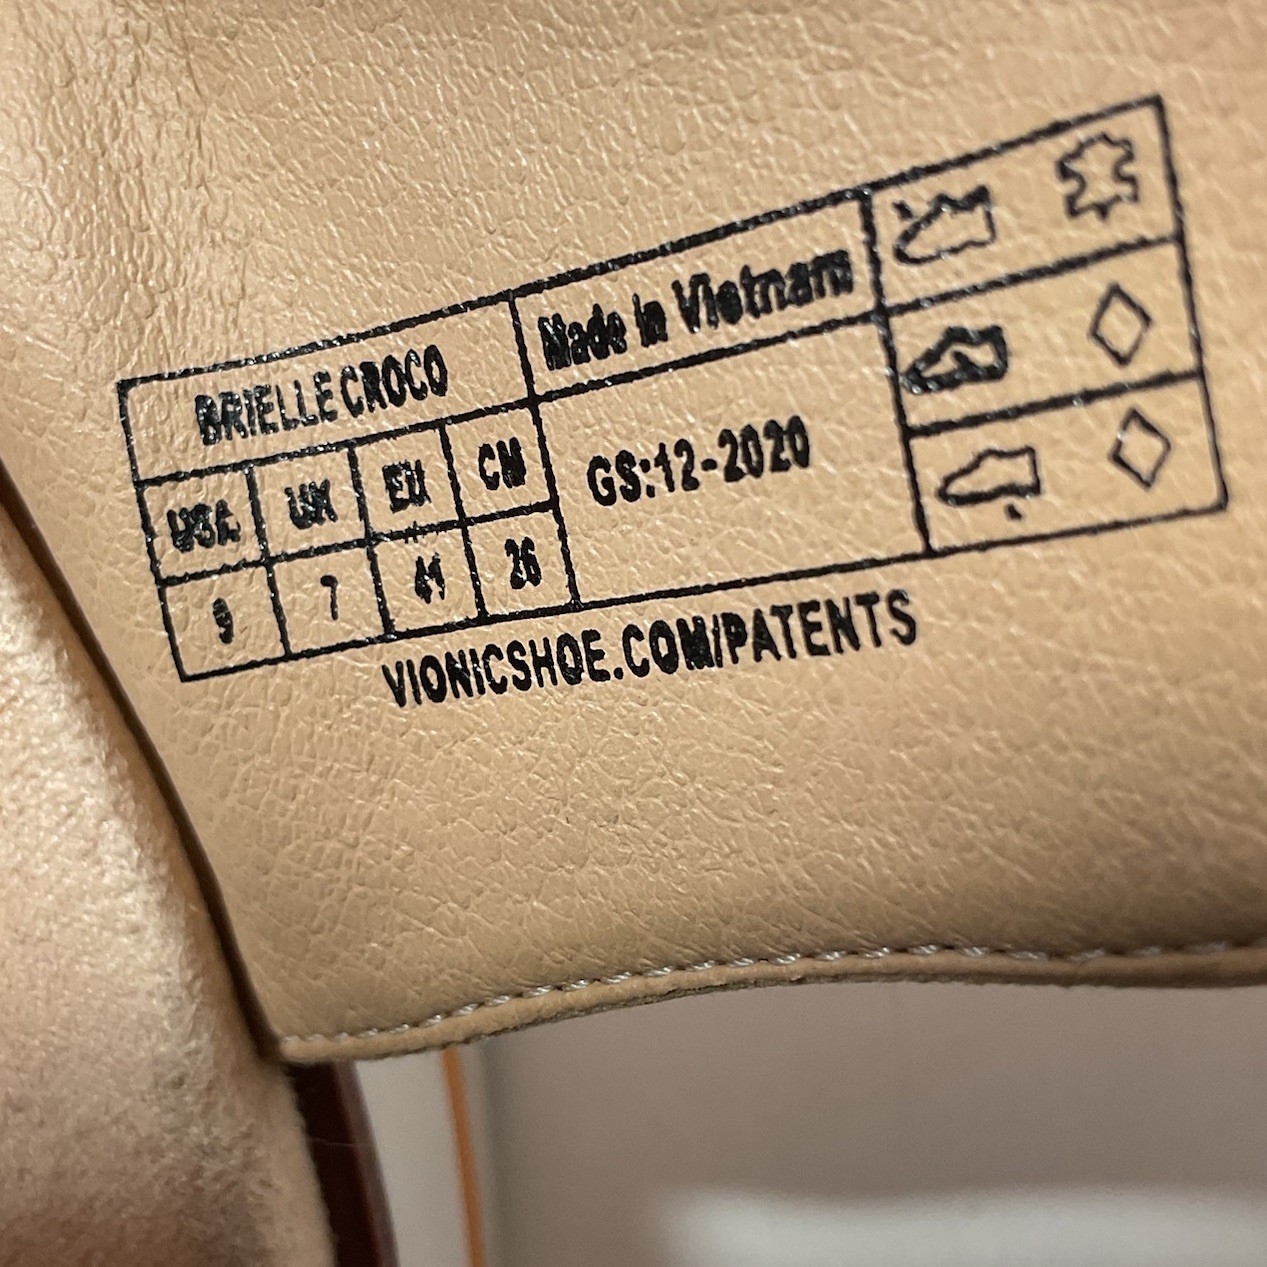 BRIELLE CROCO
Made in Vietnam
USA UK EU CM
9 7 41 26
GS:12-2020
VIONICSHOE.COM/PATENTS